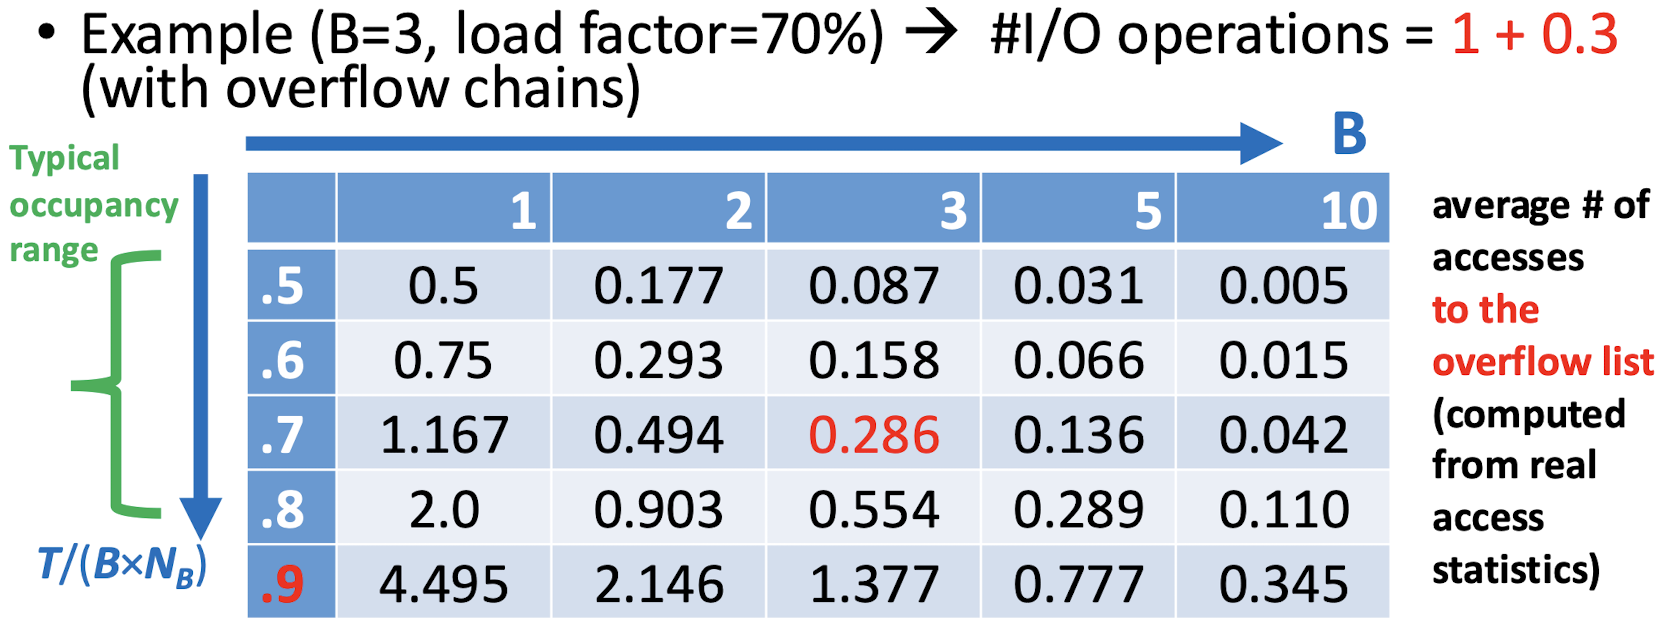 • Example (B=3, load factor=70%) → #I/O operations = 1 + 0.3
(with overflow chains)
B
Typical
occupancy
range
T/(B×N_B)
1 2 3 5 10
.5 0.5 0.177 0.087 0.031 0.005
.6 0.75 0.293 0.158 0.066 0.015
.7 1.167 0.494 0.286 0.136 0.042
.8 2.0 0.903 0.554 0.289 0.110
.9 4.495 2.146 1.377 0.777 0.345
average # of
accesses
to the
overflow list
(computed
from real
access
statistics)